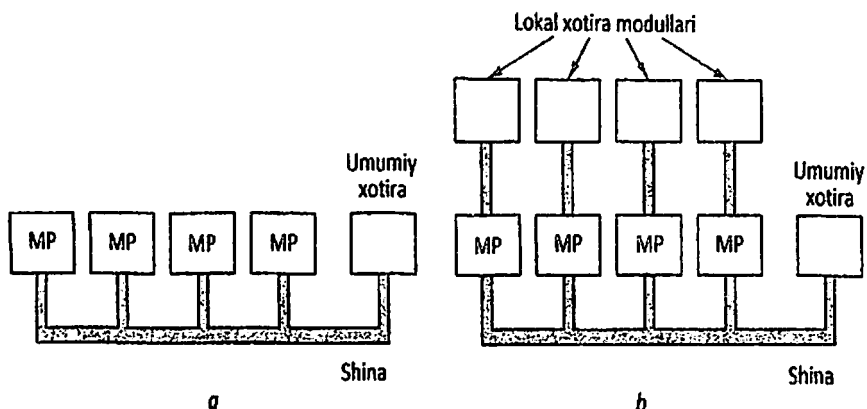 Lokal xotira modullari
Umumiy
xotira
MP MP MP MP
Shina
a
Umumiy
xotira
MP MP MP MP
Shina
b